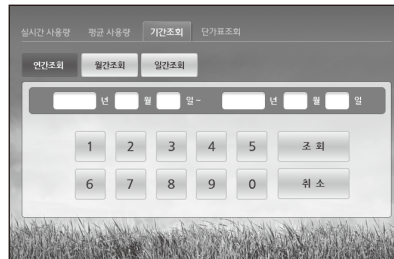 실시간 사용량 평균 사용량 기간조회 단가표조회
연간조회 월간조회 일간조회
년 월 일~ 년 월 일
1 2 3 4 5 조 회
6 7 8 9 0 취 소